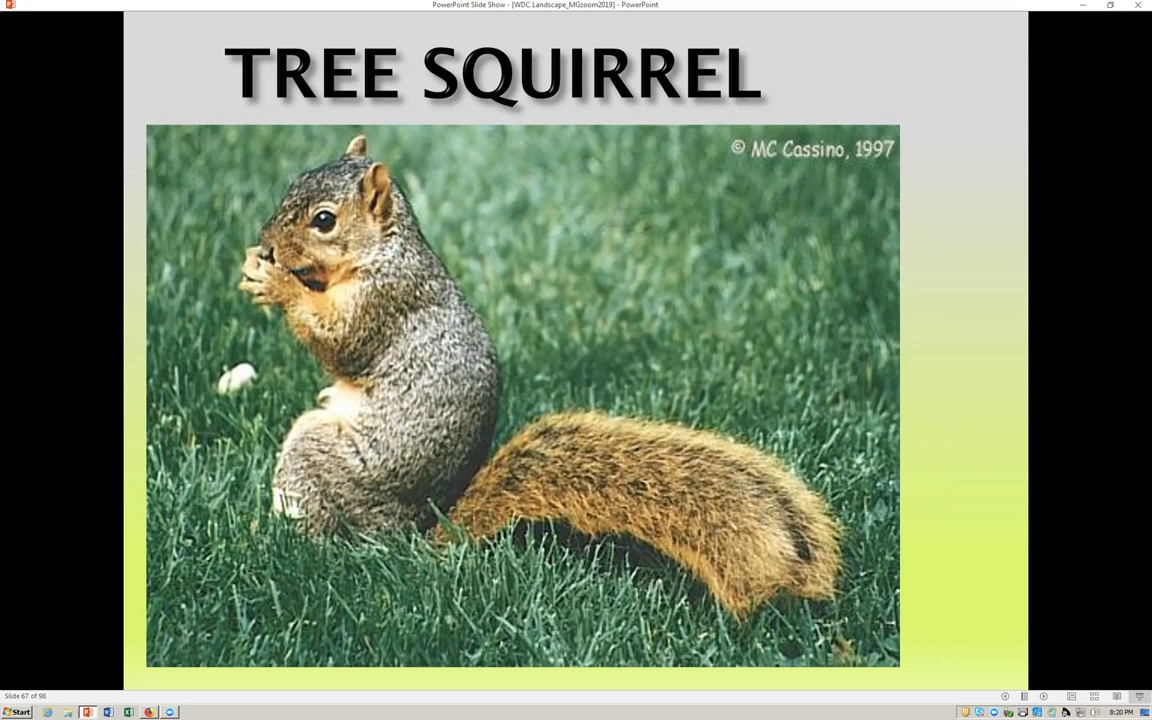 PowerPoint Slide Show - [WDC Landscape_MGzoom2019] - PowerPoint
TREE SQUIRREL
© MC Cassino, 1997
Slide 67 of 98
Start
8:20 PM